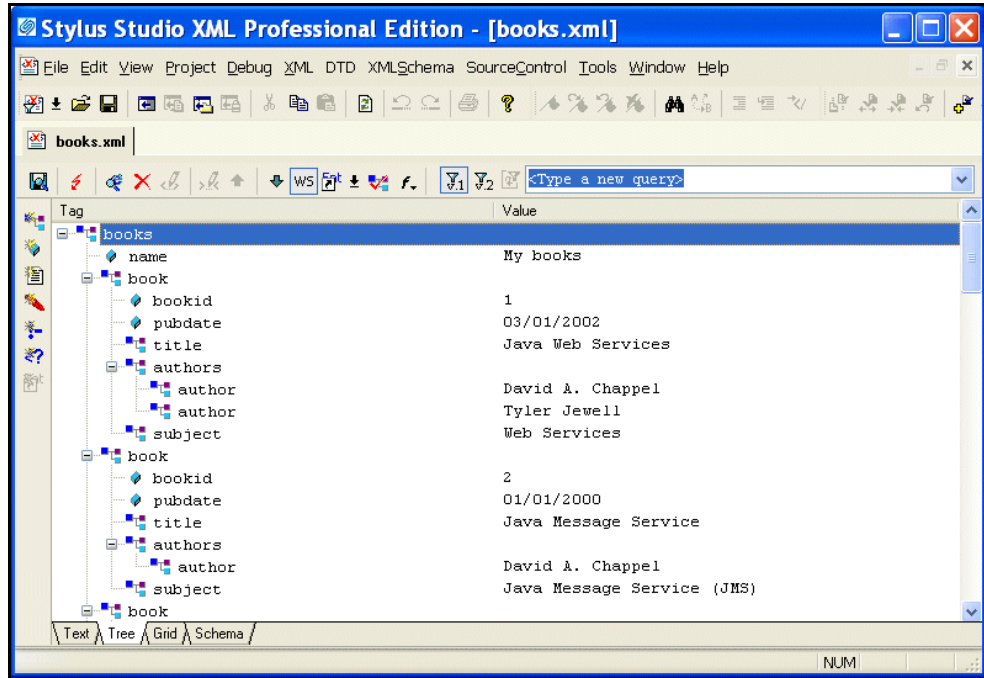 Stylus Studio XML Professional Edition - [books.xml]
File Edit View Project Debug XML DTD XMLSchema SourceControl Tools Window Help
books.xml
WS f. V1 V2 <Type a new query>
Tag Value
books
name My books
book
bookid 1
pubdate 03/01/2002
title Java Web Services
authors
author David A. Chappel
author Tyler Jewell
subject Web Services
book
bookid 2
pubdate 01/01/2000
title Java Message Service
authors
author David A. Chappel
subject Java Message Service (JMS)
book
Text Tree Grid Schema
NUM